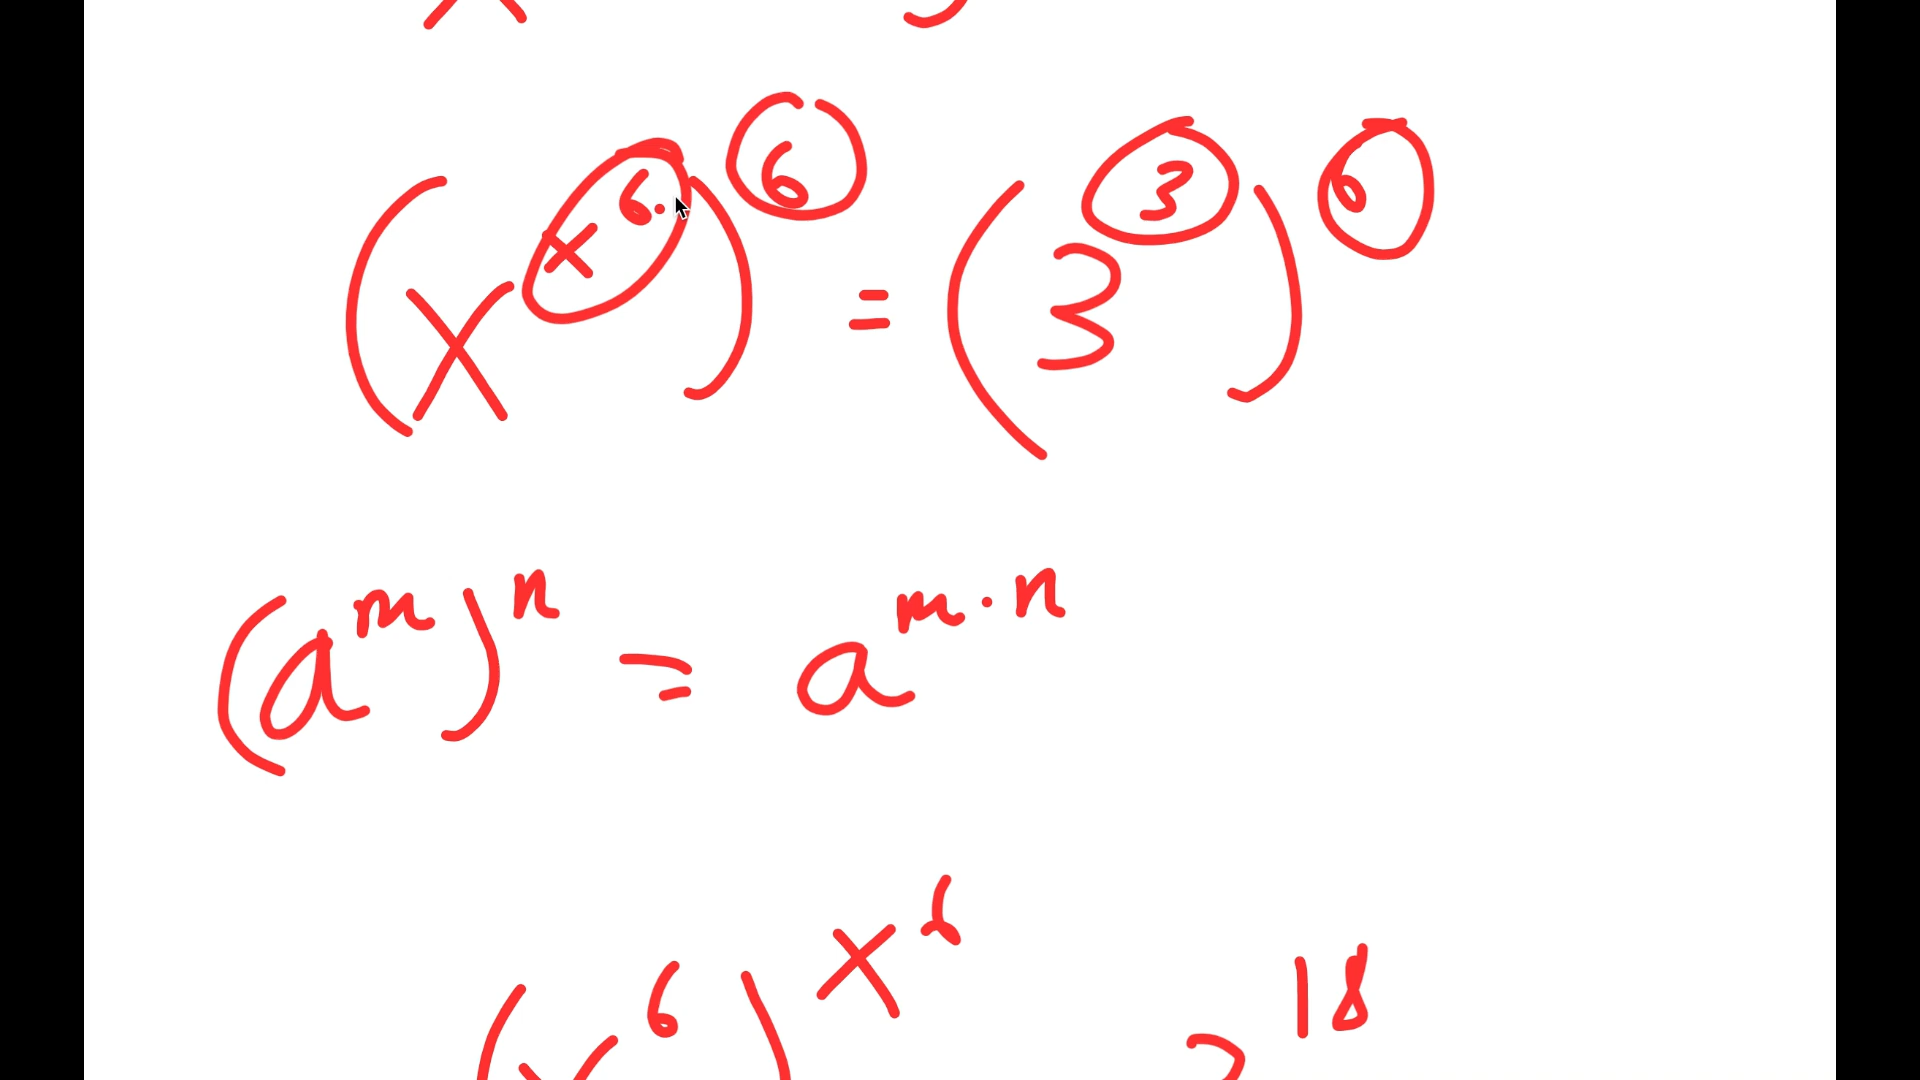 (x^x^6.)^6 = (3^3)^6
(a^m)^n = a^m·n
(x^6)^x^6 3^18